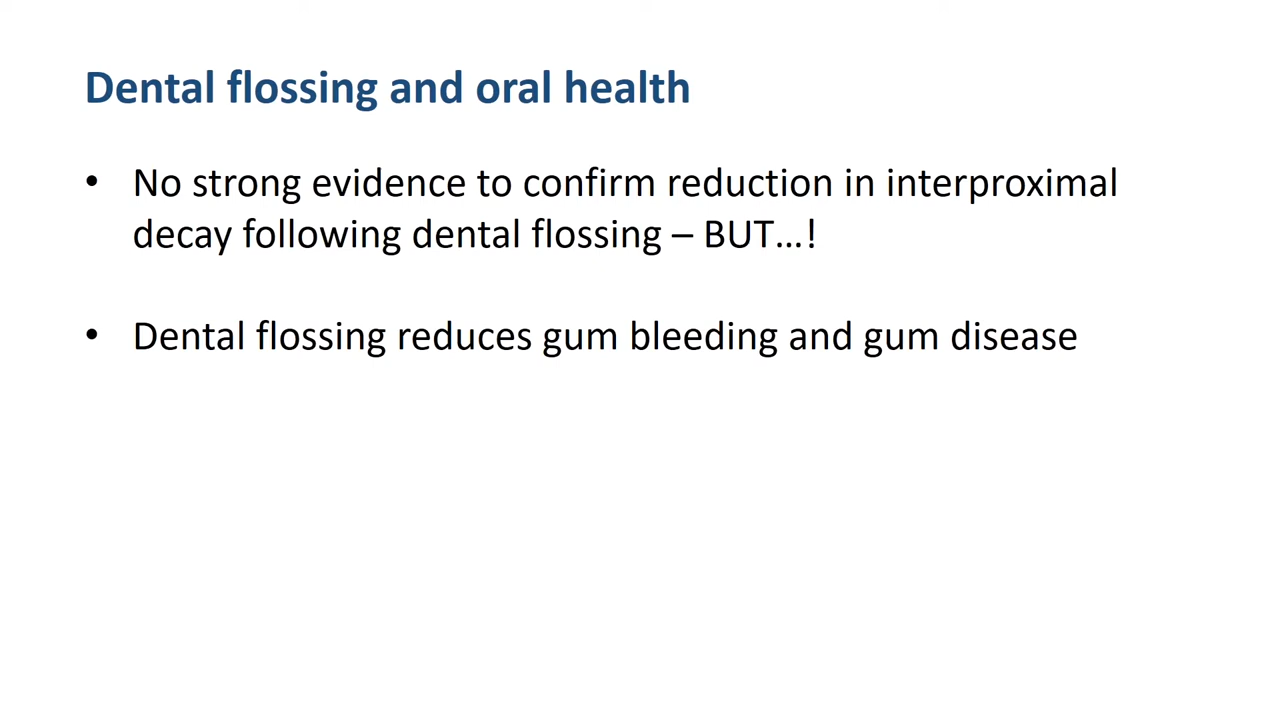 Dental flossing and oral health
• No strong evidence to confirm reduction in interproximal
decay following dental flossing – BUT…!
• Dental flossing reduces gum bleeding and gum disease